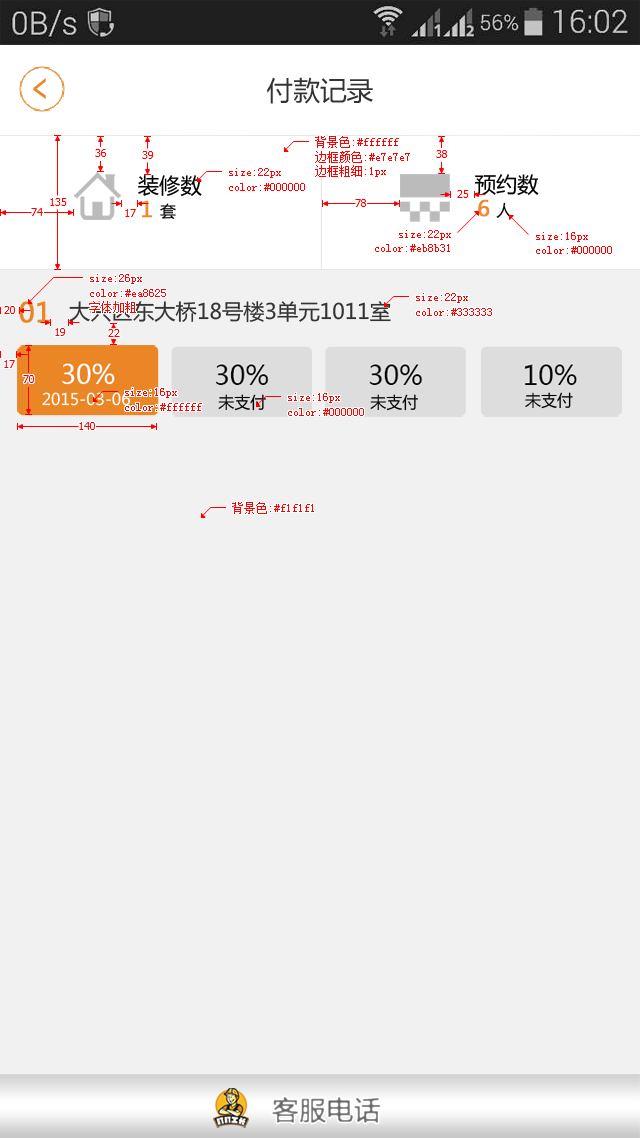 0B/s 1 2 56% 16:02
付款记录
36
39
背景色:#ffffff
边框颜色:#e7e7e7
边框粗细:1px
38
135
74
装修数
size:22px
color:#000000
17
1 套
78
25
预约数
6 人
size:22px
color:#eb8b31
size:16px
color:#000000
size:26px
color:#ea8625
字体加粗
20
01
大兴区东大桥18号楼3单元1011室
size:22px
color:#333333
19
22
17
70
30%
2015-03-06
size:16px
color:#ffffff
30%
未支付
size:16px
color:#000000
30%
未支付
10%
未支付
140
背景色:#f1f1f1
客服电话